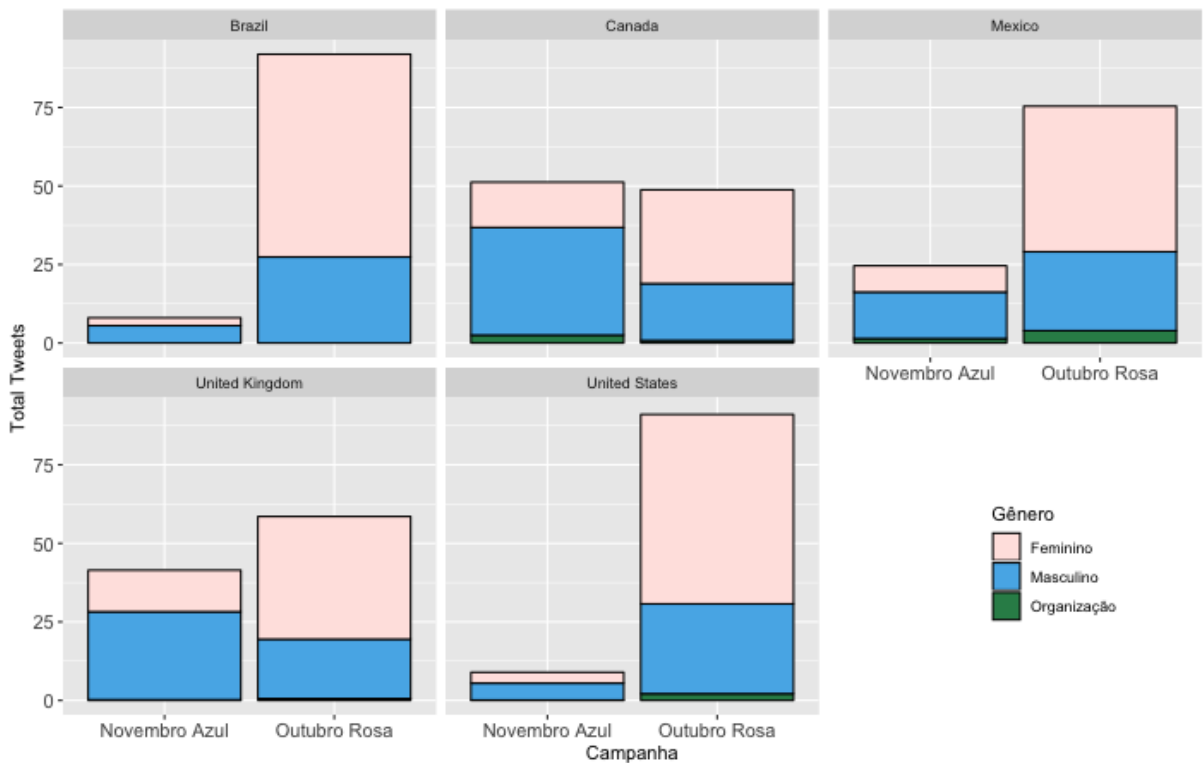 Brazil
Canada
Mexico
Total Tweets
75
50
25
0
Novembro Azul
Outubro Rosa
United Kingdom
United States
75
50
25
0
Novembro Azul
Outubro Rosa
Novembro Azul
Outubro Rosa
Campanha
Gênero
Feminino
Masculino
Organização